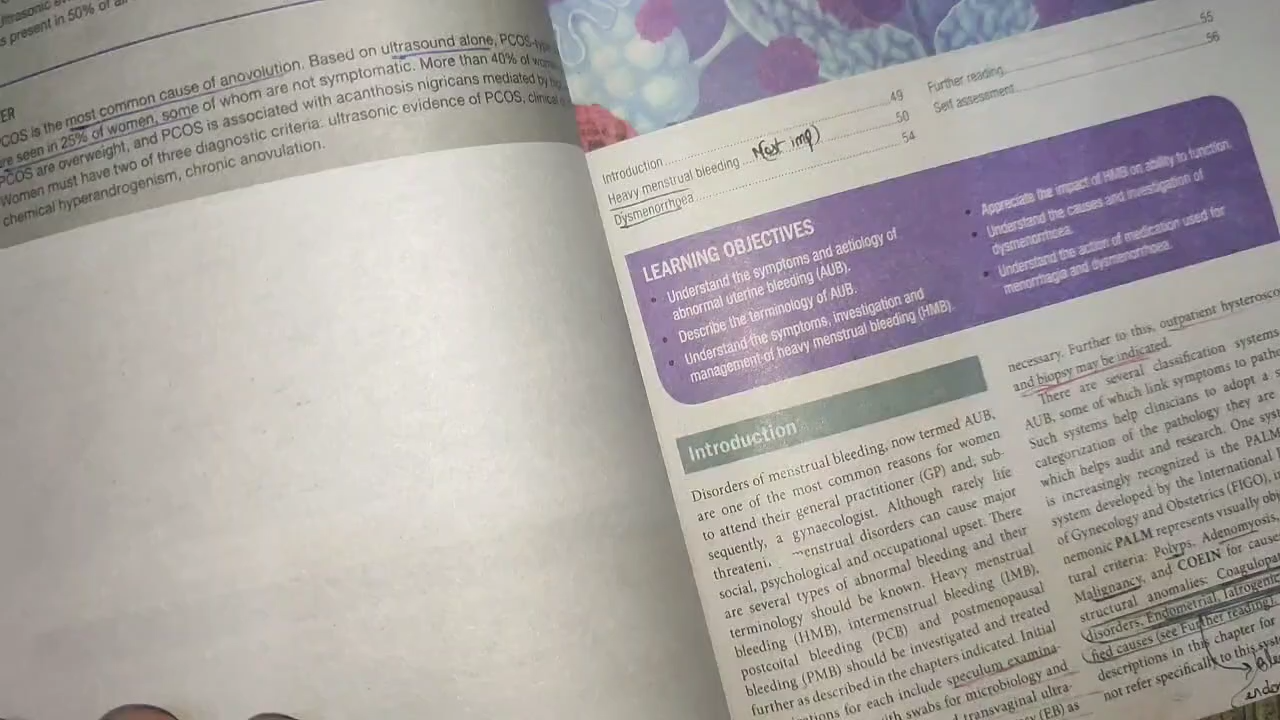 s present in 50% of
ER
PCOS is the most common cause of anovolution. Based on ultrasound alone, PCOS-
are seen in 25% of women, some of whom are not symptomatic. More than 40% of
PCOS are overweight, and PCOS is associated with acanthosis nigricans mediated by
Women must have two of three diagnostic criteria: ultrasonic evidence of PCOS, clinical
chemical hyperandrogenism, chronic anovulation.
Introduction 49
Heavy menstrual bleeding 50
Dysmenorrhoea 54
Further reading 55
Self assessment 56
LEARNING OBJECTIVES
• Understand the symptoms and aetiology of
abnormal uterine bleeding (AUB).
• Describe the terminology of AUB.
• Understand the symptoms, investigation and
management of heavy menstrual bleeding (HMB).
• Appreciate the impact of HMB on ability to function.
• Understand the causes and investigation of
dysmenorrhoea.
• Understand the action of medication used for
menorrhagia and dysmenorrhoea.
Introduction
Disorders of menstrual bleeding, now termed AUB,
are one of the most common reasons for women
to attend their general practitioner (GP) and, sub-
sequently, a gynaecologist. Although rarely life
threateni menstrual disorders can cause major
social, psychological and occupational upset. There
are several types of abnormal bleeding and their
terminology should be known. Heavy menstrual
bleeding (HMB), intermenstrual bleeding (IMB),
postcoital bleeding (PCB) and postmenopausal
bleeding (PMB) should be investigated and treated
further as described in the chapters indicated. Initial
ations for each include speculum examina-
ith swabs for microbiology and
d transvaginal ultra-
y (EB) as
necessary. Further to this, outpatient hysterosco
and biopsy may be indicated.
There are several classification systems
AUB, some of which link symptoms to patho
Such systems help clinicians to adopt a s
categorization of the pathology they are
which helps audit and research. One sys
is increasingly recognized is the PALM
system developed by the International
of Gynecology and Obstetrics (FIGO), i
nemonic PALM represents visually ob
tural criteria: Polyps, Adenomyosis,
Malignancy, and COEIN for cause
structural anomalies: Coagulopa
disorders, Endometrial, Iatrogenic
fied causes (see Further reading)
descriptions in this chapter for
not refer specifically to this sys